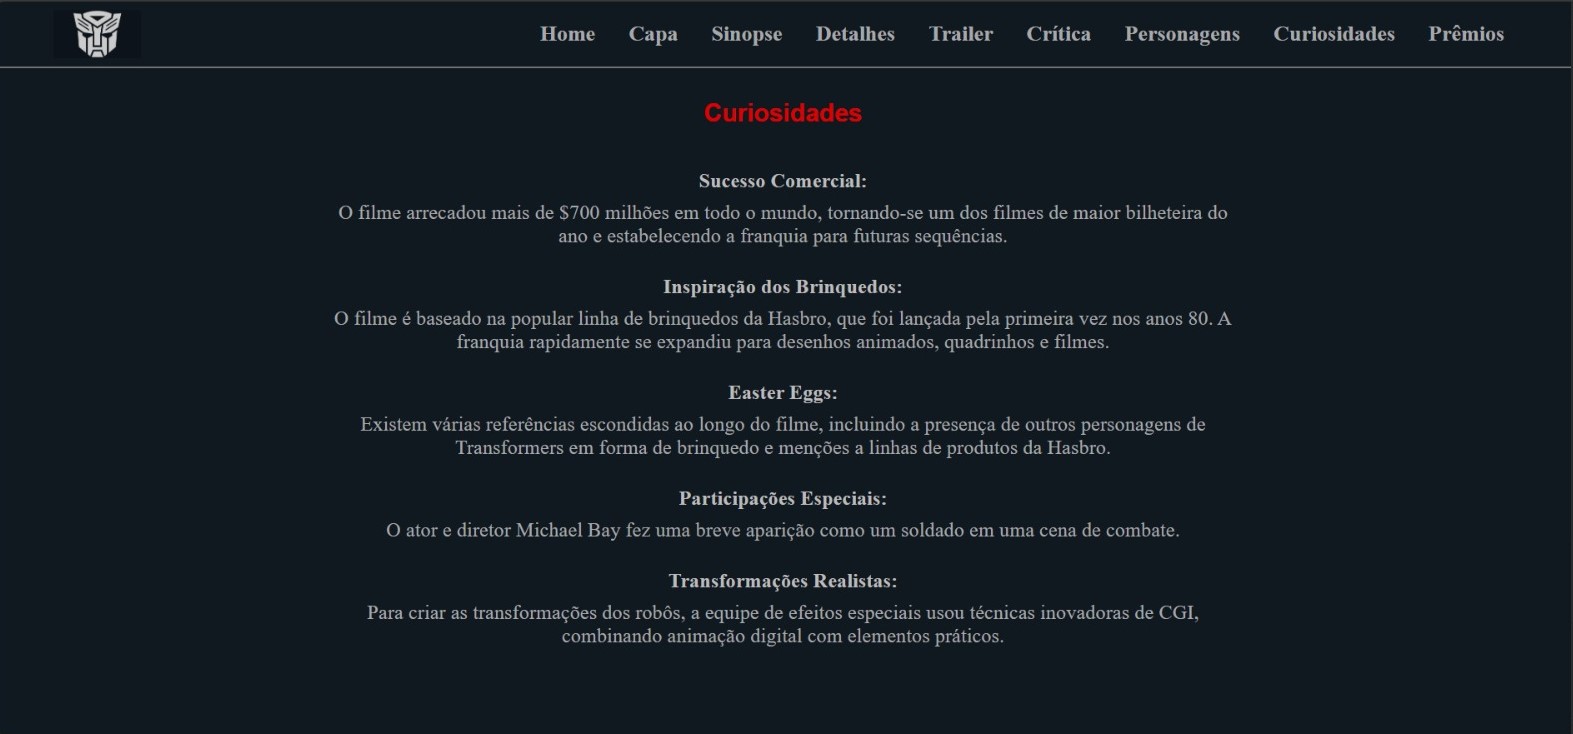 Home Capa Sinopse Detalhes Trailer Crítica Personagens Curiosidades Prêmios
Curiosidades
Sucesso Comercial:
O filme arrecadou mais de $700 milhões em todo o mundo, tornando-se um dos filmes de maior bilheteira do
ano e estabelecendo a franquia para futuras sequências.
Inspiração dos Brinquedos:
O filme é baseado na popular linha de brinquedos da Hasbro, que foi lançada pela primeira vez nos anos 80. A
franquia rapidamente se expandiu para desenhos animados, quadrinhos e filmes.
Easter Eggs:
Existem várias referências escondidas ao longo do filme, incluindo a presença de outros personagens de
Transformers em forma de brinquedo e menções a linhas de produtos da Hasbro.
Participações Especiais:
O ator e diretor Michael Bay fez uma breve aparição como um soldado em uma cena de combate.
Transformações Realistas:
Para criar as transformações dos robôs, a equipe de efeitos especiais usou técnicas inovadoras de CGI,
combinando animação digital com elementos práticos.